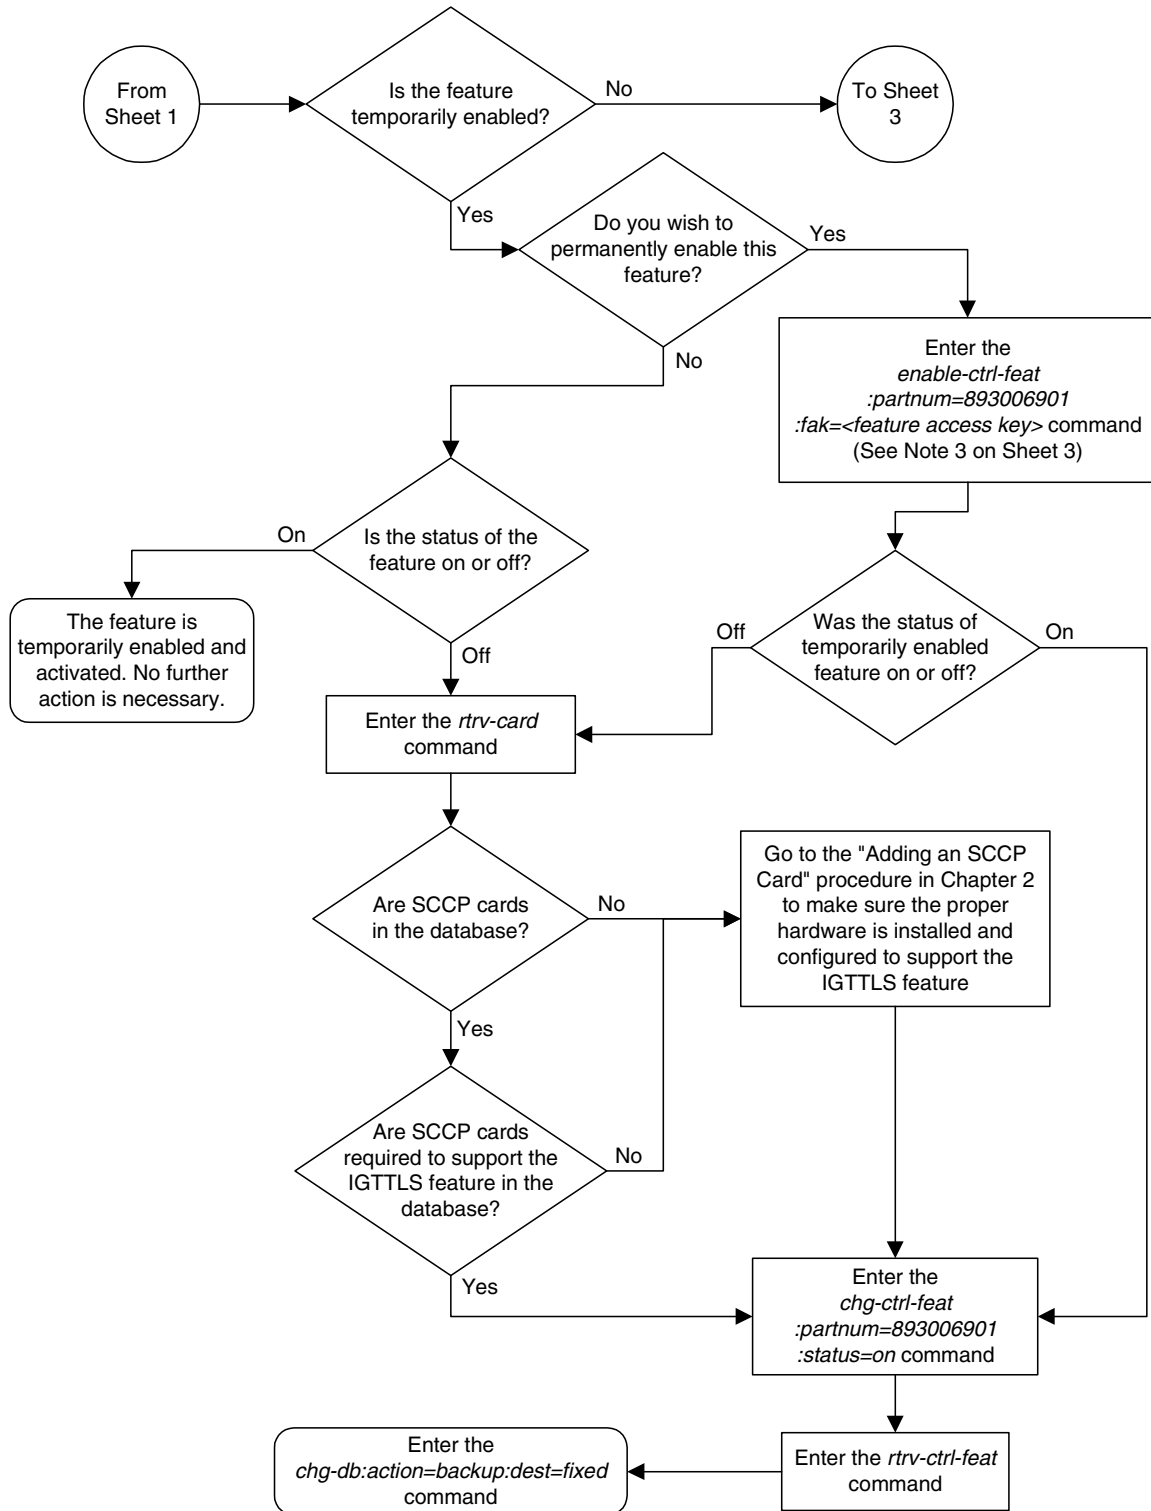 From
Sheet 1
Is the feature
temporarily enabled?
No
To Sheet
3
Yes
Do you wish to
permanently enable this
feature?
Yes
No
Enter the
enable-ctrl-feat
:partnum=893006901
:fak=<feature access key> command
(See Note 3 on Sheet 3)
On
Is the status of the
feature on or off?
Off
The feature is
temporarily enabled and
activated. No further
action is necessary.
Off
Was the status of
temporarily enabled
feature on or off?
On
Enter the rtrv-card
command
Are SCCP cards
in the database?
No
Yes
Go to the "Adding an SCCP
Card" procedure in Chapter 2
to make sure the proper
hardware is installed and
configured to support the
IGTTLS feature
Are SCCP cards
required to support the
IGTTLS feature in the
database?
No
Yes
Enter the
chg-ctrl-feat
:partnum=893006901
:status=on command
Enter the rtrv-ctrl-feat
command
Enter the
chg-db:action=backup:dest=fixed
command